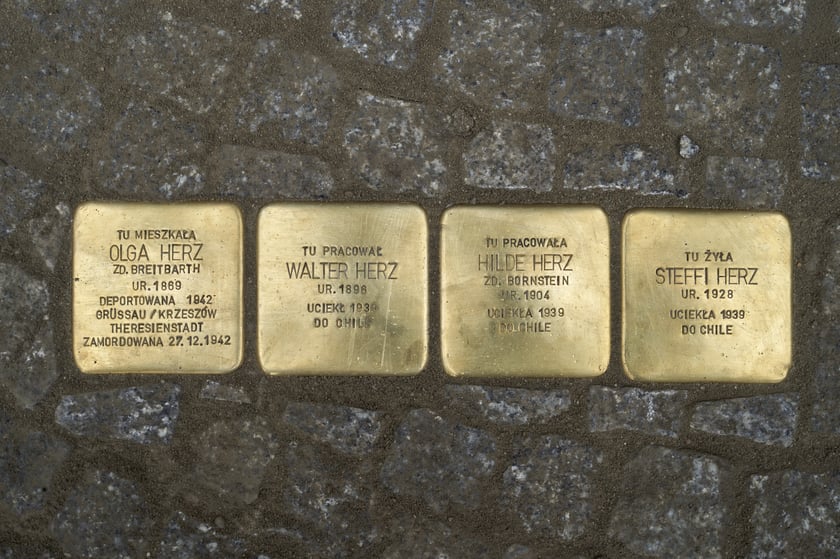 TU MIESZKAŁA
OLGA HERZ
ZD. BREITBARTH
UR. 1869
DEPORTOWANA 1942
GRÜSSAU / KRZESZÓW
THERESIENSTADT
ZAMORDOWANA 27.12.1942
TU PRACOWAŁ
WALTER HERZ
UR. 1896
UCIEKŁ 1939
DO CHILE
TU PRACOWAŁA
HILDE HERZ
ZD. BORNSTEIN
UR. 1904
UCIEKŁA 1939
DO CHILE
TU ŻYŁA
STEFFI HERZ
UR. 1928
UCIEKŁA 1939
DO CHILE